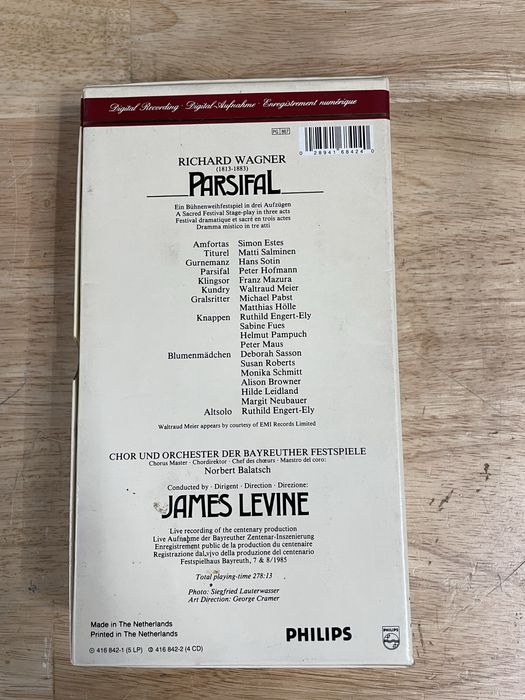 Digital Recording · Digital-Aufnahme · Enregistrement numérique
PG 867
0 28941 68424 0
RICHARD WAGNER
(1813-1883)
PARSIFAL
Ein Bühnenweihfestspiel in drei Aufzügen
A Sacred Festival Stage-play in three acts
Festival dramatique et sacré en trois actes
Dramma mistico in tre atti
Amfortas Simon Estes
Titurel Matti Salminen
Gurnemanz Hans Sotin
Parsifal Peter Hofmann
Klingsor Franz Mazura
Kundry Waltraud Meier
Gralsritter Michael Pabst
Matthias Hölle
Knappen Ruthild Engert-Ely
Sabine Fues
Helmut Pampuch
Peter Maus
Blumenmädchen Deborah Sasson
Susan Roberts
Monika Schmitt
Alison Browner
Hilde Leidland
Margit Neubauer
Altsolo Ruthild Engert-Ely
Waltraud Meier appears by courtesy of EMI Records Limited
CHOR UND ORCHESTER DER BAYREUTHER FESTSPIELE
Chorus Master · Chordirektor · Chef des chœurs · Maestro del coro:
Norbert Balatsch
Conducted by · Dirigent · Direction · Direzione:
JAMES LEVINE
Live recording of the centenary production
Live Aufnahme der Bayreuther Zentenar-Inszenierung
Enregistrement public de la production du centenaire
Registrazione dal vivo della produzione del centenario
Festspielhaus Bayreuth, 7 & 8/1985
Total playing-time 278:13
Photo: Siegfried Lauterwasser
Art Direction: George Cramer
Made in The Netherlands
Printed in The Netherlands
416 842-1 (5 LP) 416 842-2 (4 CD)
PHILIPS
PHILIPS